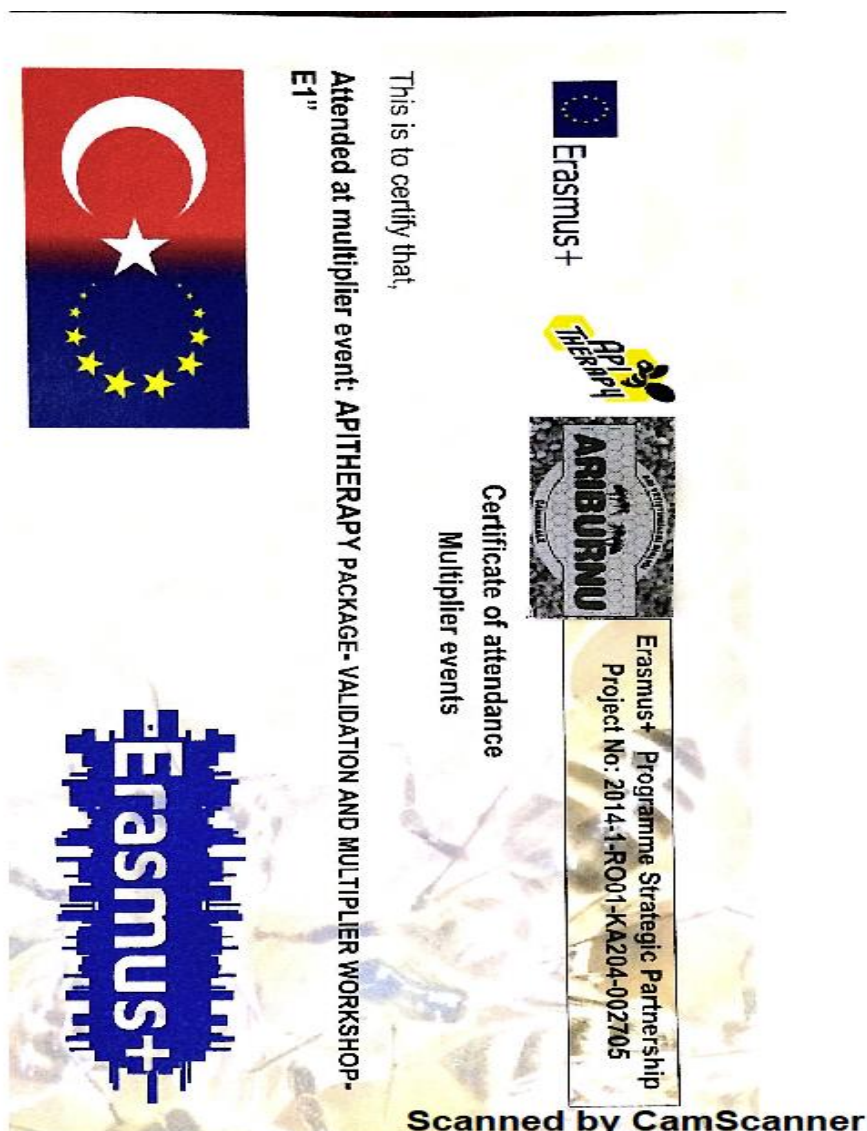 Erasmus+
API
THERAPY
ARIBURNU
Erasmus+ Programme Strategic Partnership
Project No: 2014-1-RO01-KA204-002705
Certificate of attendance
Multiplier events
This is to certify that,
Attended at multiplier event: APITHERAPY PACKAGE- VALIDATION AND MULTIPLIER WORKSHOP-
E1"
Erasmus+
Scanned by CamScanner